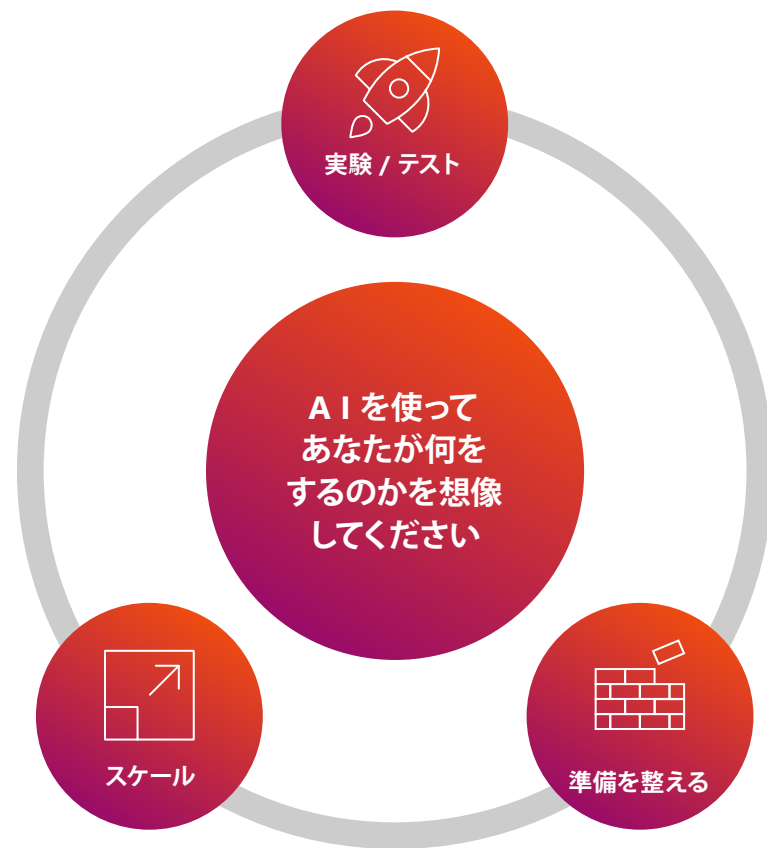 実験 / テスト
A I を使って
あなたが何を
するのかを想像
してください
スケール
準備を整える